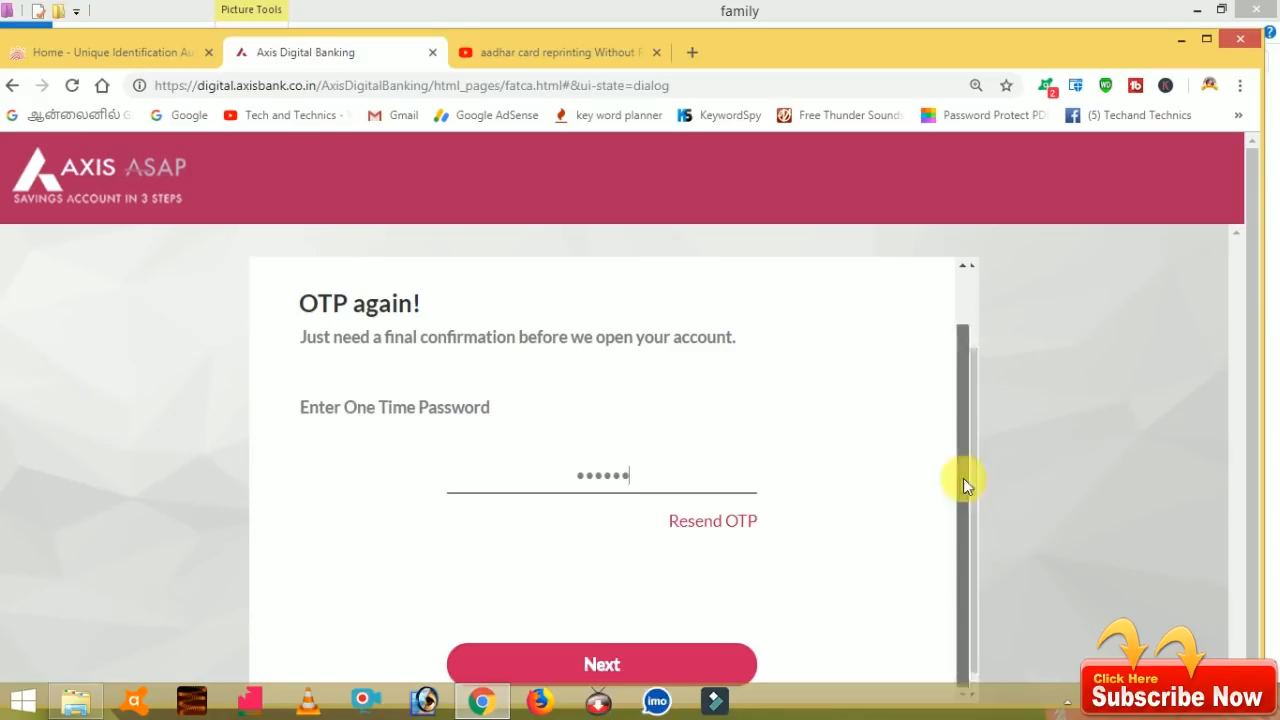 Picture Tools
family
Home - Unique Identification Au
Axis Digital Banking
aadhar card reprinting Without R
https://digital.axisbank.co.in/AxisDigitalBanking/html_pages/fatca.html#&ui-state=dialog
2
ஆன்லைனில் G
Google
Tech and Technics -
Gmail
Google AdSense
key word planner
KeywordSpy
Free Thunder Sounds
Password Protect PD
(5) Techand Technics
AXIS ASAP
SAVINGS ACCOUNT IN 3 STEPS
OTP again!
Just need a final confirmation before we open your account.
Enter One Time Password
Resend OTP
Next
imo
Click Here
Subscribe Now